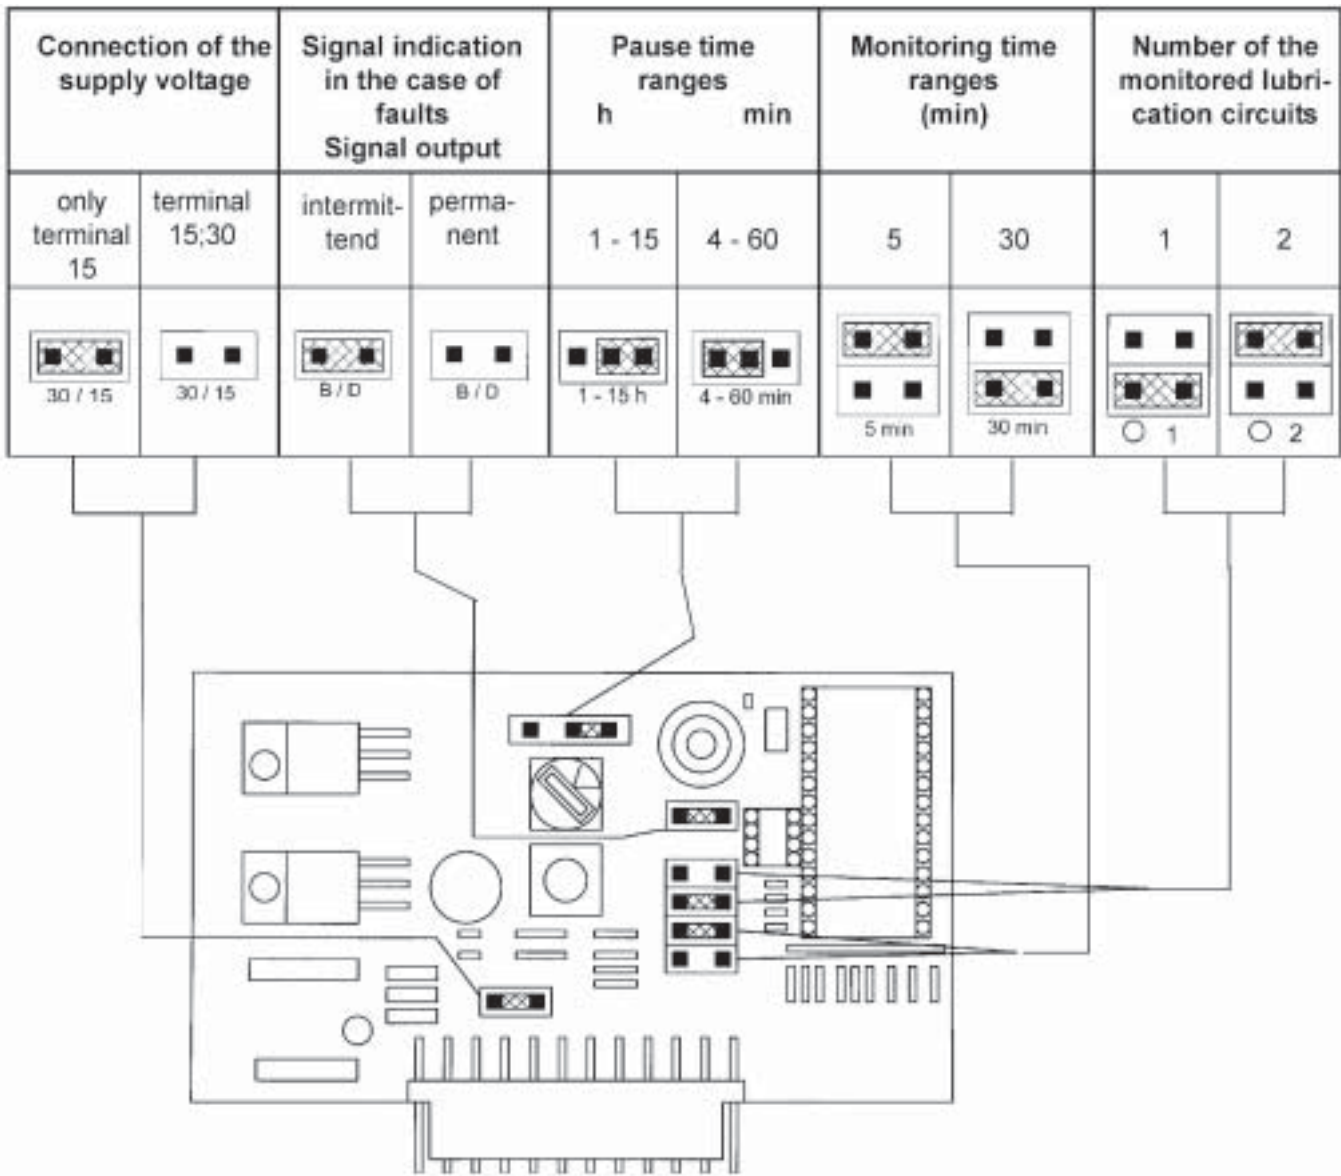 Connection of the
supply voltage
Signal indication
in the case of
faults
Signal output
Pause time
ranges
h min
Monitoring time
ranges
(min)
Number of the
monitored lubri-
cation circuits
only
terminal
15
terminal
15;30
intermit-
tend
perma-
nent
1 - 15
4 - 60
5
30
1
2
30 / 15
30 / 15
B / D
B / D
1 - 15 h
4 - 60 min
5 min
30 min
1
2